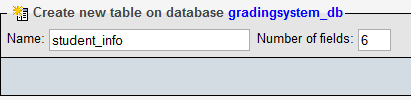 Create new table on database gradingsystem_db
Name: student_info Number of fields: 6